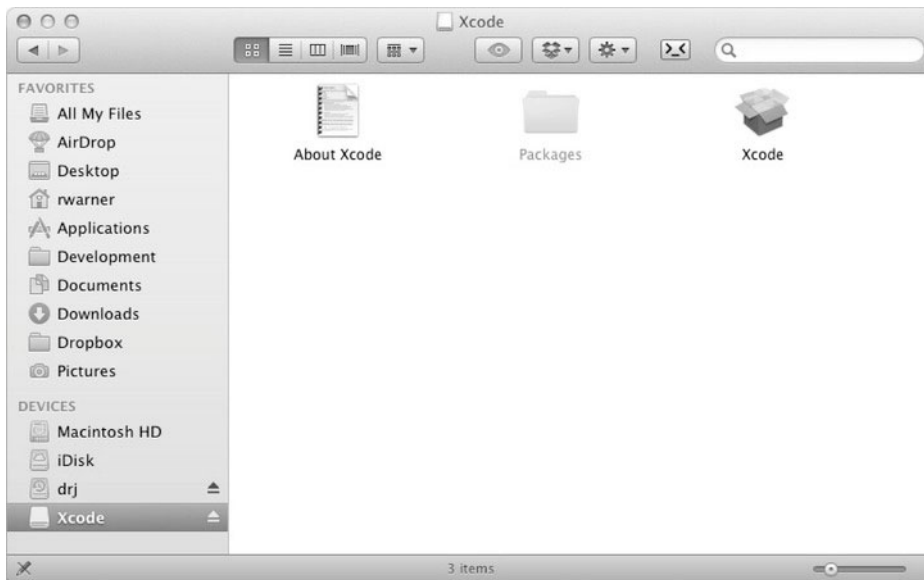 Xcode
FAVORITES
All My Files
AirDrop
Desktop
rwarner
Applications
Development
Documents
Downloads
Dropbox
Pictures
DEVICES
Macintosh HD
iDisk
drj
Xcode
About Xcode
Packages
Xcode
3 items